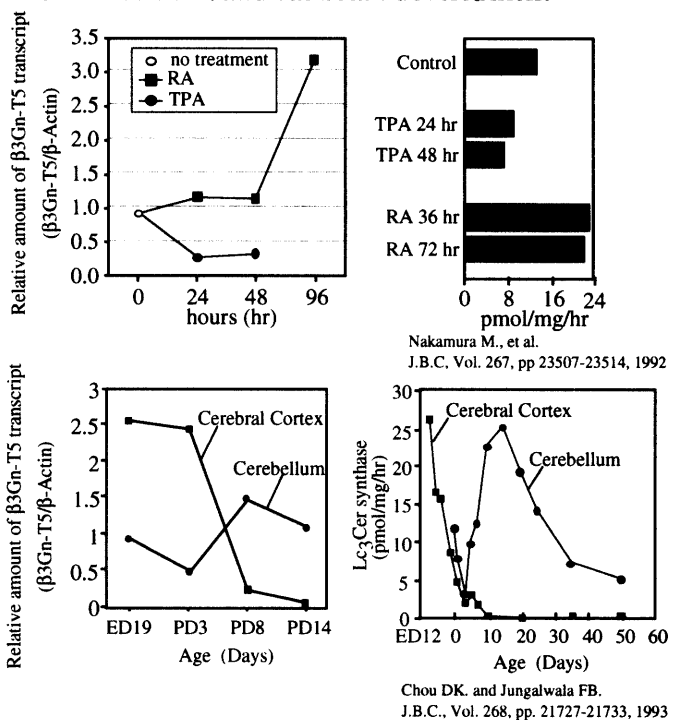 Relative amount of β3Gn-T5 transcript
(β3Gn-T5/β-Actin)
3.5
3.0
2.5
2.0
1.5
1.0
0.5
0.0
no treatment
RA
TPA
0 24 48 96
hours (hr)
Control
TPA 24 hr
TPA 48 hr
RA 36 hr
RA 72 hr
0 8 16 24
pmol/mg/hr
Nakamura M., et al.
J.B.C, Vol. 267, pp 23507-23514, 1992
Relative amount of β3Gn-T5 transcript
(β3Gn-T5/β-Actin)
3
2.5
2
1.5
1
0.5
0
Cerebral Cortex
Cerebellum
ED19 PD3 PD8 PD14
Age (Days)
Lc3Cer synthase
(pmol/mg/hr)
30
25
20
15
10
5
0
Cerebral Cortex
Cerebellum
ED12 0 10 20 30 40 50 60
Age (Days)
Chou DK. and Jungalwala FB.
J.B.C., Vol. 268, pp. 21727-21733, 1993